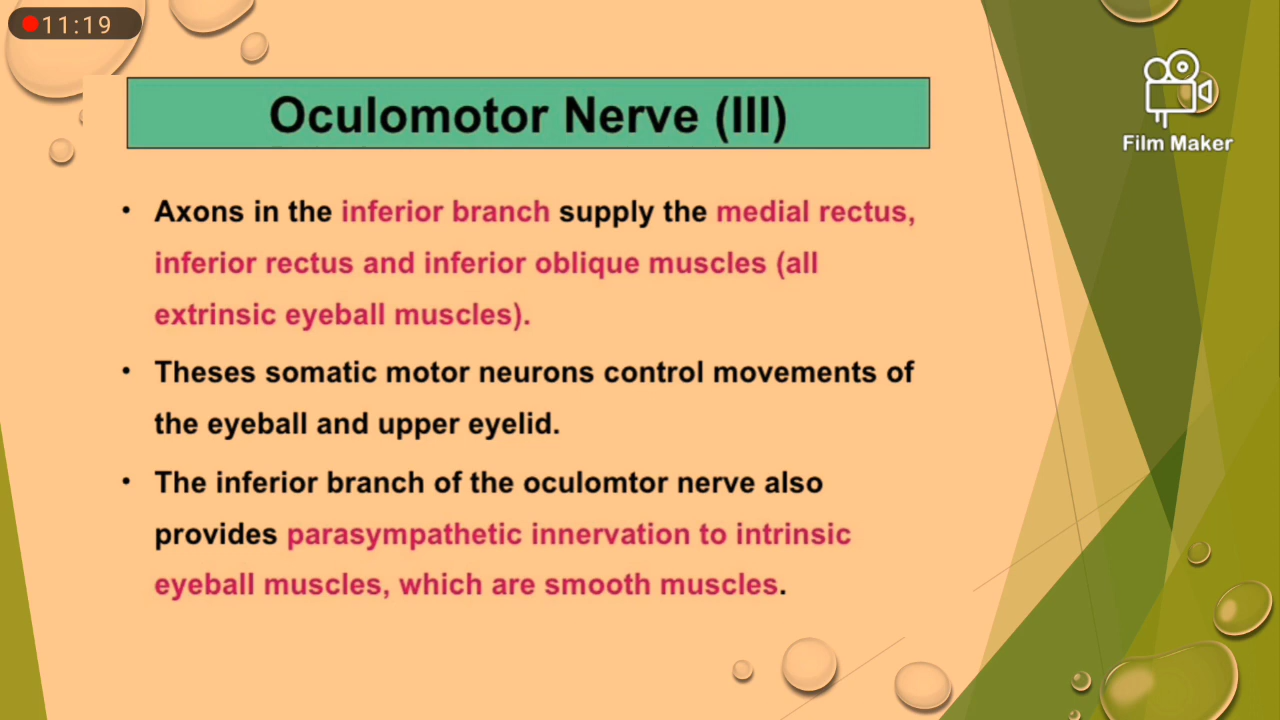 11:19
Film Maker
Oculomotor Nerve (III)
• Axons in the inferior branch supply the medial rectus,
inferior rectus and inferior oblique muscles (all
extrinsic eyeball muscles).
• Theses somatic motor neurons control movements of
the eyeball and upper eyelid.
• The inferior branch of the oculomtor nerve also
provides parasympathetic innervation to intrinsic
eyeball muscles, which are smooth muscles.